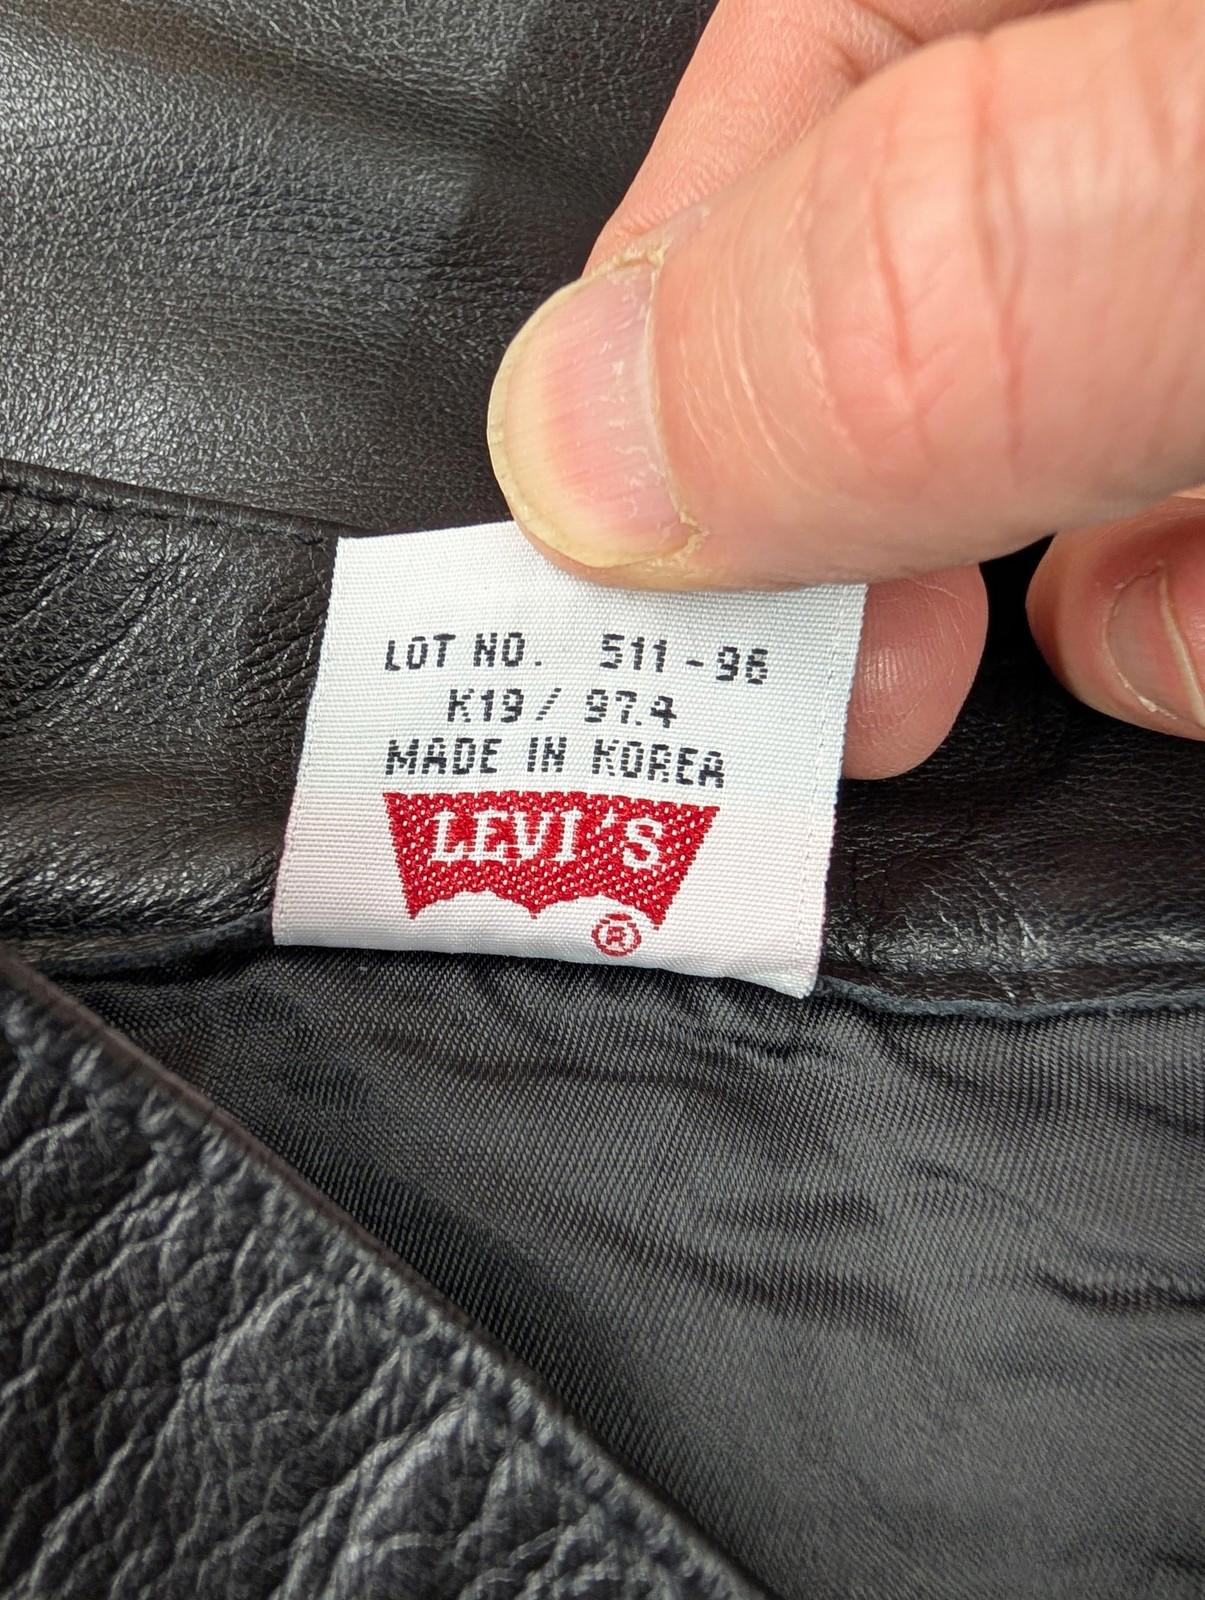 LOT NO. 511-96
K19 / 97.4
MADE IN KOREA
LEVI'S
®